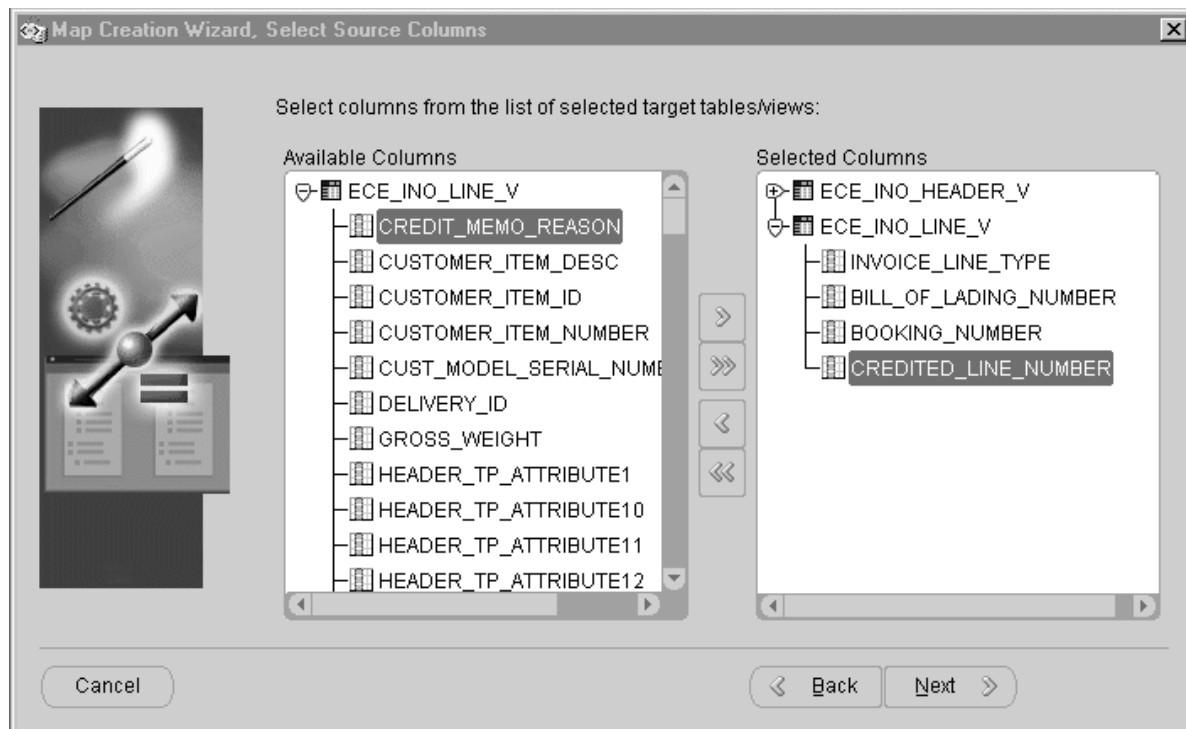 Map Creation Wizard, Select Source Columns
Select columns from the list of selected target tables/views:
Available Columns
ECE_INO_LINE_V
CREDIT_MEMO_REASON
CUSTOMER_ITEM_DESC
CUSTOMER_ITEM_ID
CUSTOMER_ITEM_NUMBER
CUST_MODEL_SERIAL_NUME
DELIVERY_ID
GROSS_WEIGHT
HEADER_TP_ATTRIBUTE1
HEADER_TP_ATTRIBUTE10
HEADER_TP_ATTRIBUTE11
HEADER_TP_ATTRIBUTE12
Selected Columns
ECE_INO_HEADER_V
ECE_INO_LINE_V
INVOICE_LINE_TYPE
BILL_OF_LADING_NUMBER
BOOKING_NUMBER
CREDITED_LINE_NUMBER
Cancel
Back
Next